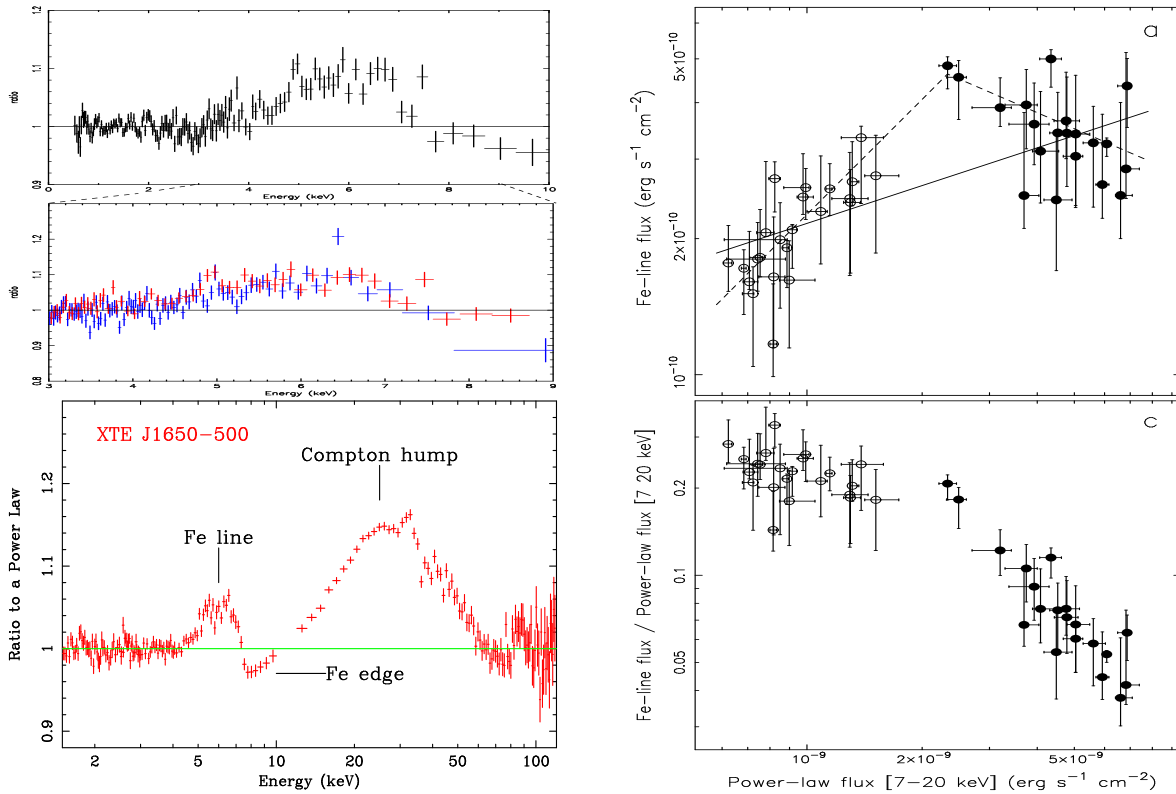 1.2
1.1
1
0.9
ratio
0 2 4 6 8 10
Energy (keV)
1.2
1.1
1
0.9
0.8
ratio
3 4 5 6 7 8 9
Energy (keV)
XTE J1650−500
Compton hump
Fe line
Fe edge
1.2
1.1
1
0.9
Ratio to a Power Law
2 5 10 20 50 100
Energy (keV)
a
5×10⁻¹⁰
2×10⁻¹⁰
10⁻¹⁰
Fe−line flux (erg s⁻¹ cm⁻²)
c
0.2
0.1
0.05
Fe−line flux / Power−law flux [7 20 keV]
10⁻⁹ 2×10⁻⁹ 5×10⁻⁹
Power−law flux [7−20 keV] (erg s⁻¹ cm⁻²)